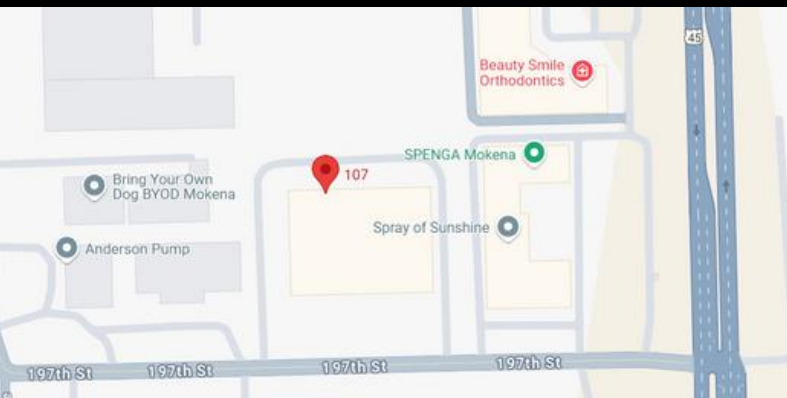 45
Beauty Smile
Orthodontics
SPENGA Mokena
107
Bring Your Own
Dog BYOD Mokena
Spray of Sunshine
Anderson Pump
197th St
197th St
197th St
197th St